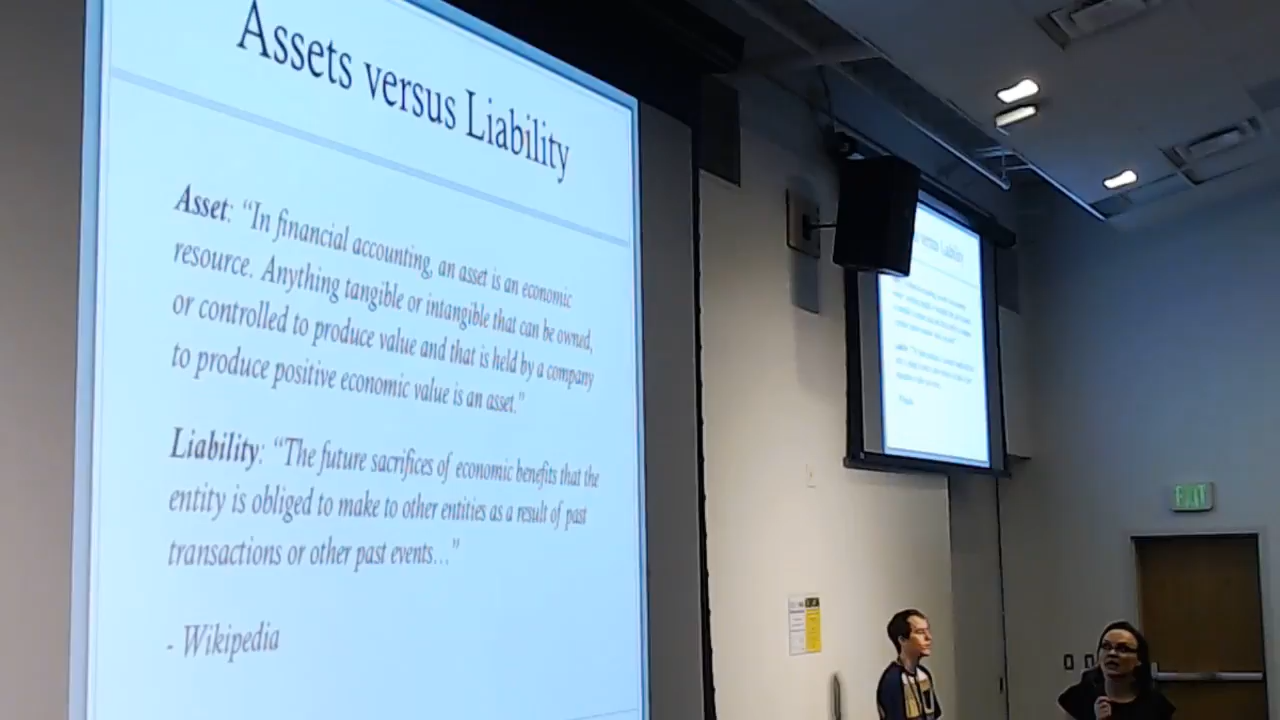 Assets versus Liability
Asset: “In financial accounting, an asset is an economic
resource. Anything tangible or intangible that can be owned,
or controlled to produce value and that is held by a company
to produce positive economic value is an asset.”
Liability: “The future sacrifices of economic benefits that the
entity is obliged to make to other entities as a result of past
transactions or other past events…”
- Wikipedia
versus Liability
EXIT